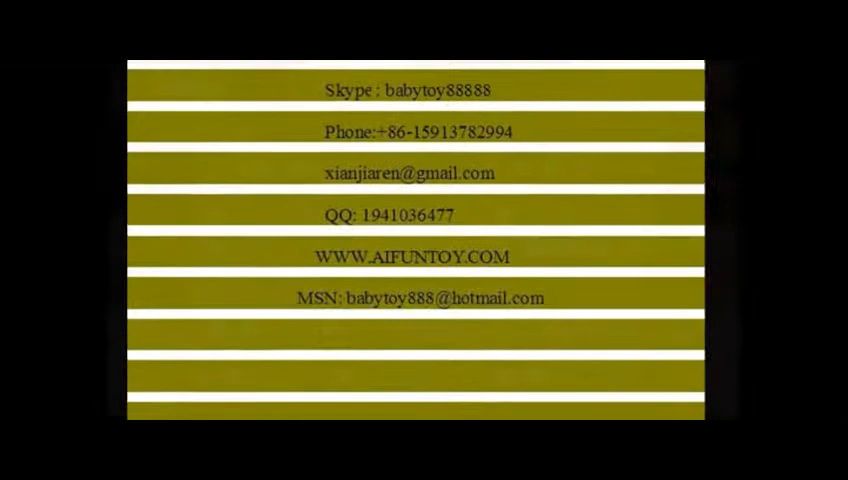 Skype: babytoy88888
Phone:+86-15913782994
xianjiaren@gmail.com
QQ: 1941036477
WWW.AIFUNTOY.COM
MSN: babytoy888@hotmail.com